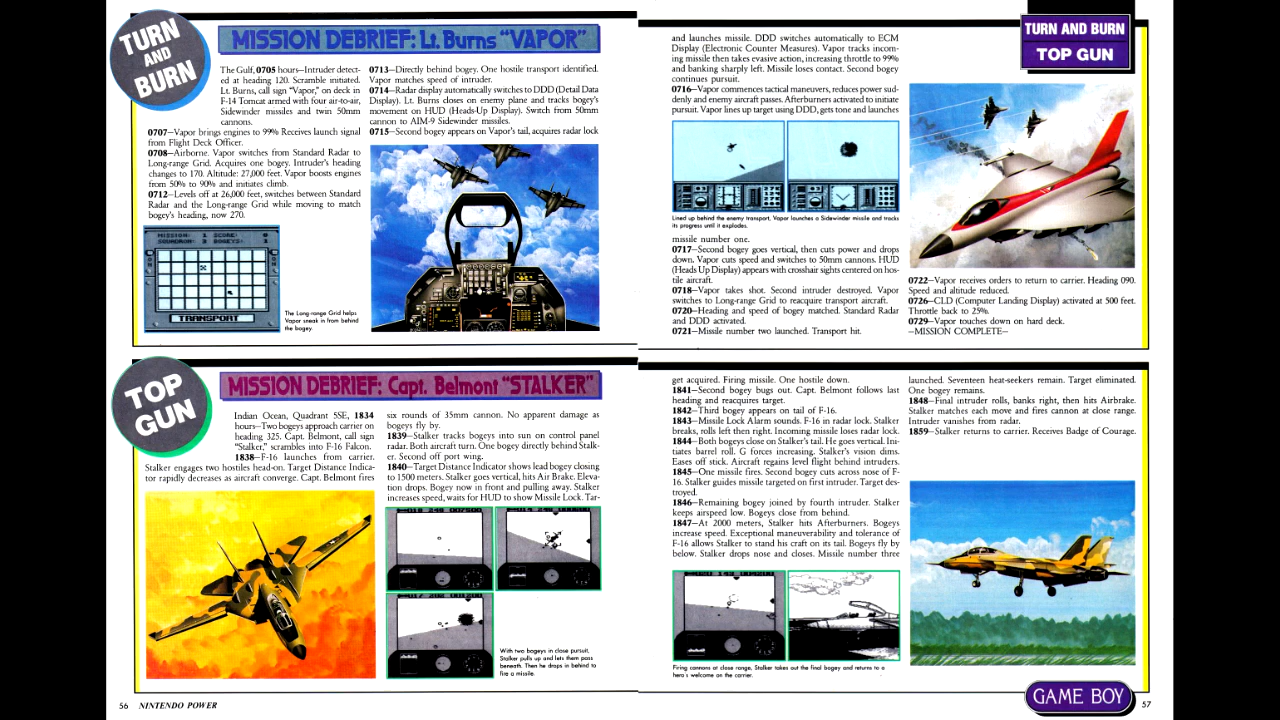 TURN
AND
BURN
MISSION DEBRIEF: Lt. Burns "VAPOR"
The Gulf, 0705 hours—Intruder detect-
ed at heading 120. Scramble initiated.
Lt. Burns, call sign "Vapor," on deck in
F-14 Tomcat armed with four air-to-air,
Sidewinder missiles and twin 50mm
cannons.
0707—Vapor brings engines to 99% Receives launch signal
from Flight Deck Officer.
0708—Airborne. Vapor switches from Standard Radar to
Long-range Grid. Acquires one bogey. Intruder's heading
changes to 170. Altitude: 27,000 feet. Vapor boosts engines
from 50% to 90% and initiates climb.
0712—Levels off at 26,000 feet, switches between Standard
Radar and the Long-range Grid while moving to match
bogey's heading, now 270.
MISSION: 1 SCORE: 0
SQUADRON: 3 BOGEYS: 1
TRANSPORT
The Long-range Grid helps
Vapor sneak in from behind
the bogey.
0713—Directly behind bogey. One hostile transport identified.
Vapor matches speed of intruder.
0714—Radar display automatically switches to DDD (Detail Data
Display). Lt. Burns closes on enemy plane and tracks bogey's
movement on HUD (Heads-Up Display). Switch from 50mm
cannon to AIM-9 Sidewinder missiles.
0715—Second bogey appears on Vapor's tail, acquires radar lock
and launches missile. DDD switches automatically to ECM
Display (Electronic Counter Measures). Vapor tracks incom-
ing missile then takes evasive action, increasing throttle to 99%
and banking sharply left. Missile loses contact. Second bogey
continues pursuit.
0716—Vapor commences tactical maneuvers, reduces power sud-
denly and enemy aircraft passes. Afterburners activated to initiate
pursuit. Vapor lines up target using DDD, gets tone and launches
Lined up behind the enemy transport, Vapor launches a Sidewinder missile and tracks
its progress until it explodes.
missile number one.
0717—Second bogey goes vertical, then cuts power and drops
down. Vapor cuts speed and switches to 50mm cannons. HUD
(Heads Up Display) appears with crosshair sights centered on hos-
tile aircraft.
0718—Vapor takes shot. Second intruder destroyed. Vapor
switches to Long-range Grid to reacquire transport aircraft.
0720—Heading and speed of bogey matched. Standard Radar
and DDD activated.
0721—Missile number two launched. Transport hit.
TURN AND BURN
TOP GUN
0722—Vapor receives orders to return to carrier. Heading 090.
Speed and altitude reduced.
0726—CLD (Computer Landing Display) activated at 500 feet.
Throttle back to 25%.
0729—Vapor touches down on hard deck.
—MISSION COMPLETE—
TOP
GUN
MISSION DEBRIEF: Capt. Belmont "STALKER"
Indian Ocean, Quadrant 5SE, 1834
hours—Two bogeys approach carrier on
heading 325. Capt. Belmont, call sign
"Stalker," scrambles into F-16 Falcon.
1838—F-16 launches from carrier.
Stalker engages two hostiles head-on. Target Distance Indica-
tor rapidly decreases as aircraft converge. Capt. Belmont fires
six rounds of 35mm cannon. No apparent damage as
bogeys fly by.
1839—Stalker tracks bogeys into sun on control panel
radar. Both aircraft turn. One bogey directly behind Stalk-
er. Second off port wing.
1840—Target Distance Indicator shows lead bogey closing
to 1500 meters. Stalker goes vertical, hits Air Brake. Eleva-
tion drops. Bogey now in front and pulling away. Stalker
increases speed, waits for HUD to show Missile Lock. Tar-
With two bogeys in close pursuit,
Stalker pulls up and lets them pass
beneath. Then he drops in behind to
fire a missile.
get acquired. Firing missile. One hostile down.
1841—Second bogey bugs out. Capt. Belmont follows last
heading and reacquires target.
1842—Third bogey appears on tail of F-16.
1843—Missile Lock Alarm sounds. F-16 in radar lock. Stalker
breaks, rolls left then right. Incoming missile loses radar lock.
1844—Both bogeys close on Stalker's tail. He goes vertical. Ini-
tiates barrel roll. G forces increasing. Stalker's vision dims.
Eases off stick. Aircraft regains level flight behind intruders.
1845—One missile fires. Second bogey cuts across nose of F-
16. Stalker guides missile targeted on first intruder. Target des-
troyed.
1846—Remaining bogey joined by fourth intruder. Stalker
keeps airspeed low. Bogeys close from behind.
1847—At 2000 meters, Stalker hits Afterburners. Bogeys
increase speed. Exceptional maneuverability and tolerance of
F-16 allows Stalker to stand his craft on its tail. Bogeys fly by
below. Stalker drops nose and closes. Missile number three
Firing cannons at close range, Stalker takes out the final bogey and returns to a
hero's welcome on the carrier.
launched. Seventeen heat-seekers remain. Target eliminated.
One bogey remains.
1848—Final intruder rolls, banks right, then hits Airbrake.
Stalker matches each move and fires cannon at close range.
Intruder vanishes from radar.
1859—Stalker returns to carrier. Receives Badge of Courage.
56 NINTENDO POWER
GAME BOY
57